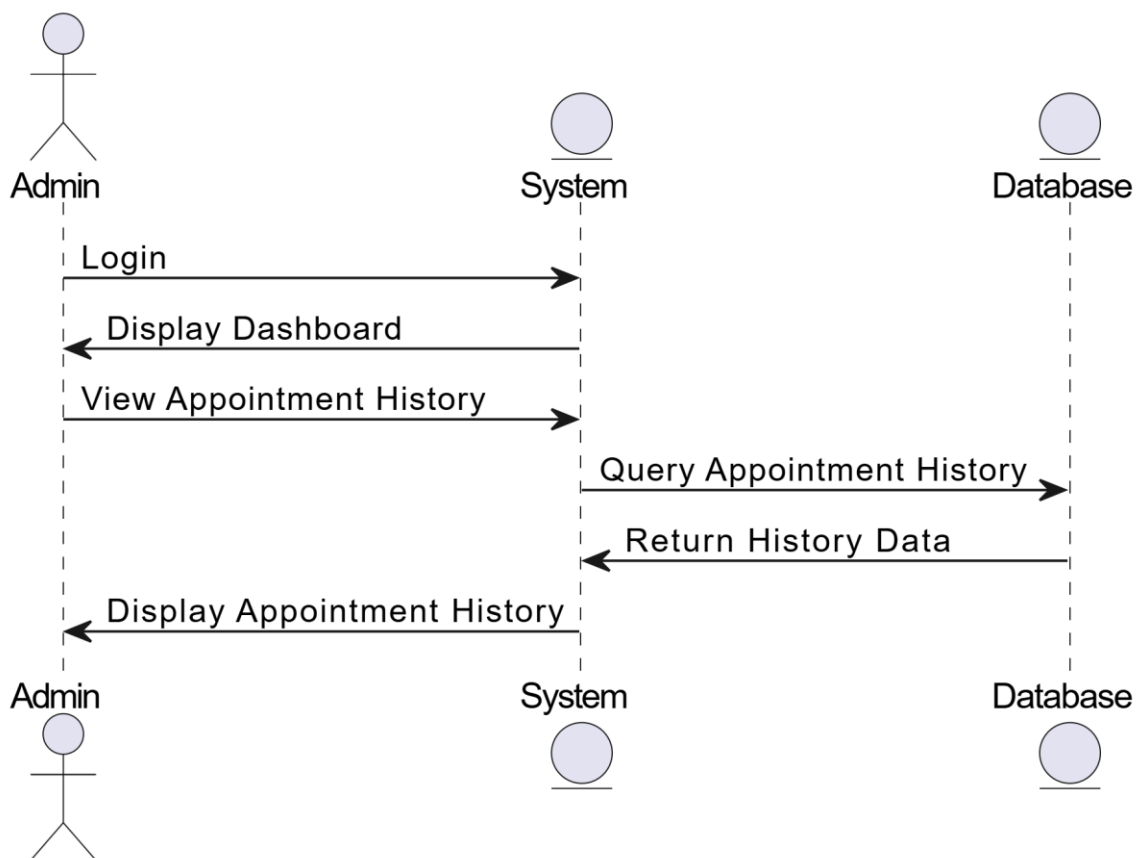 Admin
System
Database
Login
Display Dashboard
View Appointment History
Query Appointment History
Return History Data
Display Appointment History
Admin
System
Database